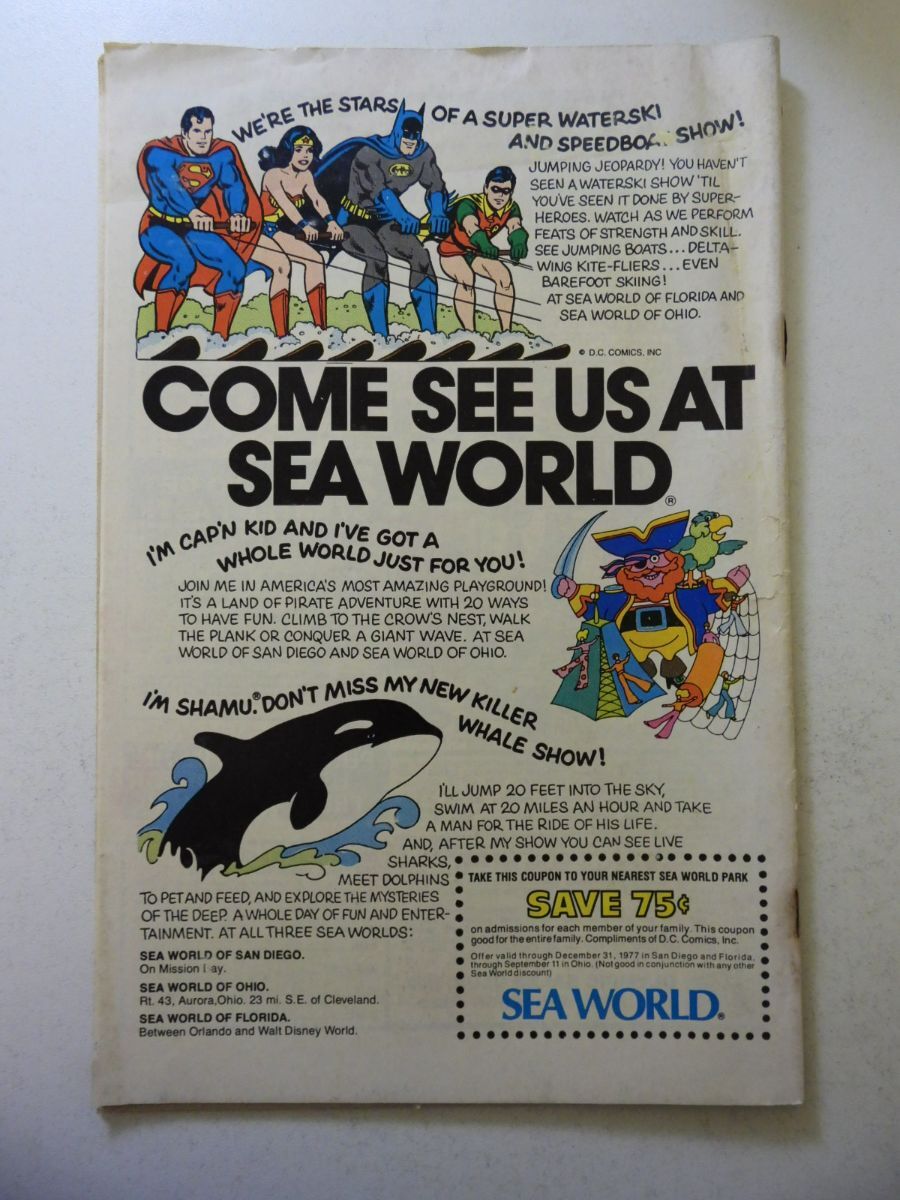 WE'RE THE STARS OF A SUPER WATERSKI
AND SPEEDBOA SHOW!
JUMPING JEOPARDY! YOU HAVEN'T
SEEN A WATERSKI SHOW 'TIL
YOU'VE SEEN IT DONE BY SUPER-
HEROES. WATCH AS WE PERFORM
FEATS OF STRENGTH AND SKILL.
SEE JUMPING BOATS... DELTA-
WING KITE-FLIERS... EVEN
BAREFOOT SKIING!
AT SEA WORLD OF FLORIDA AND
SEA WORLD OF OHIO.
© D.C. COMICS, INC
COME SEE US AT
SEA WORLD®
I'M CAP'N KID AND I'VE GOT A
WHOLE WORLD JUST FOR YOU!
JOIN ME IN AMERICA'S MOST AMAZING PLAYGROUND!
IT'S A LAND OF PIRATE ADVENTURE WITH 20 WAYS
TO HAVE FUN. CLIMB TO THE CROW'S NEST, WALK
THE PLANK OR CONQUER A GIANT WAVE. AT SEA
WORLD OF SAN DIEGO AND SEA WORLD OF OHIO.
I'M SHAMU.® DON'T MISS MY NEW KILLER
WHALE SHOW!
I'LL JUMP 20 FEET INTO THE SKY,
SWIM AT 20 MILES AN HOUR AND TAKE
A MAN FOR THE RIDE OF HIS LIFE.
AND, AFTER MY SHOW YOU CAN SEE LIVE
SHARKS,
MEET DOLPHINS
TO PET AND FEED, AND EXPLORE THE MYSTERIES
OF THE DEEP. A WHOLE DAY OF FUN AND ENTER-
TAINMENT. AT ALL THREE SEA WORLDS:
SEA WORLD OF SAN DIEGO.
On Mission ay.
SEA WORLD OF OHIO.
Rt. 43, Aurora, Ohio. 23 mi. S.E. of Cleveland.
SEA WORLD OF FLORIDA.
Between Orlando and Walt Disney World.
TAKE THIS COUPON TO YOUR NEAREST SEA WORLD PARK
SAVE 75¢
on admissions for each member of your family. This coupon
good for the entire family. Compliments of D.C. Comics, Inc.
Offer valid through December 31, 1977 in San Diego and Florida,
through September 11 in Ohio. (Not good in conjunction with any other
Sea World discount)
SEA WORLD®